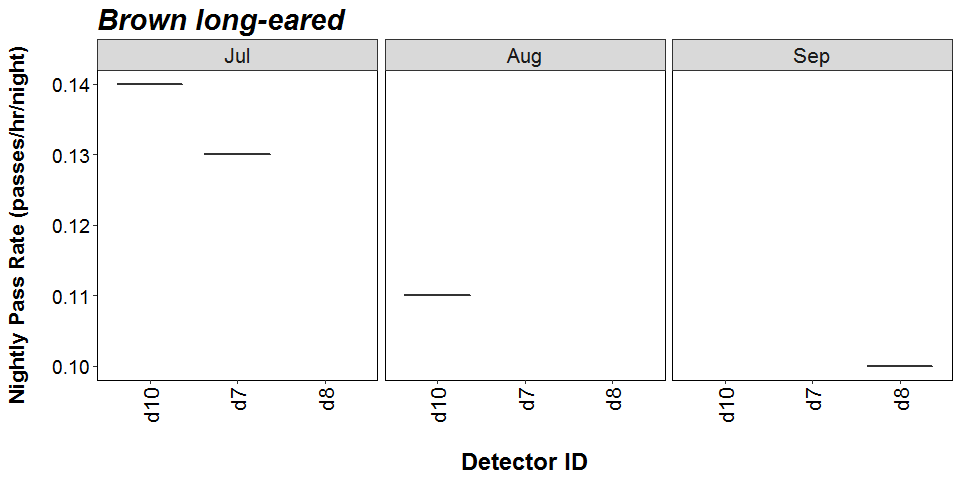 Brown long-eared
Jul Aug Sep
Nightly Pass Rate (passes/hr/night)
0.14
0.13
0.12
0.11
0.10
d10 d7 d8 d10 d7 d8 d10 d7 d8
Detector ID